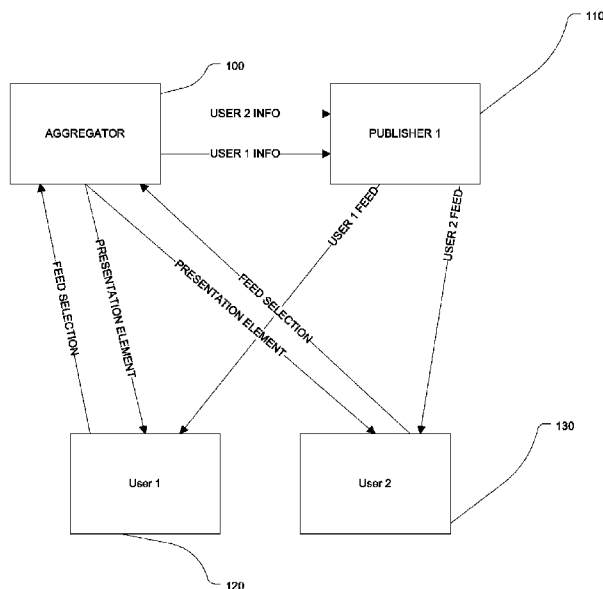 110
100
AGGREGATOR
USER 2 INFO
USER 1 INFO
PUBLISHER 1
FEED SELECTION
PRESENTATION ELEMENT
PRESENTATION ELEMENT
FEED SELECTION
USER 1 FEED
USER 2 FEED
130
User 1
User 2
120